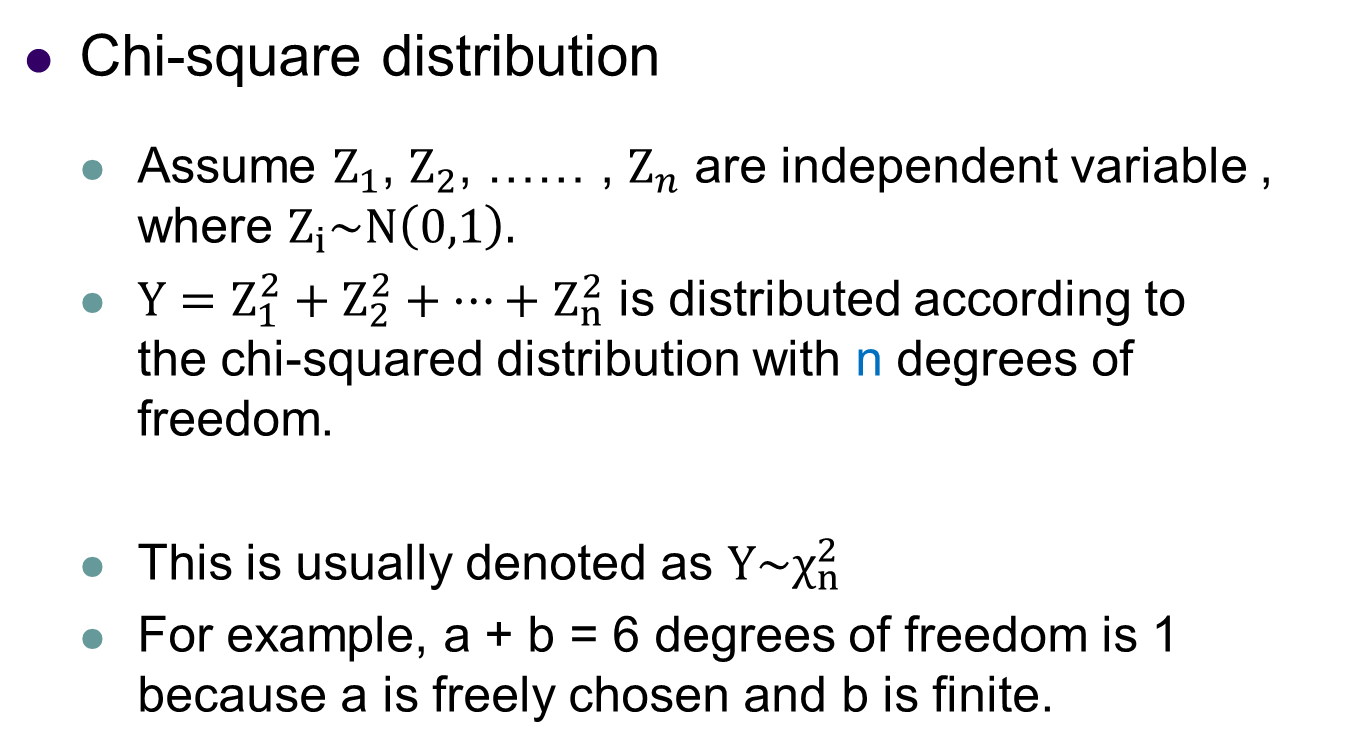 Chi-square distribution
Assume Z₁, Z₂, …… , Zₙ are independent variable ,
where Zᵢ~N(0,1).
Y = Z₁² + Z₂² + ⋯ + Zₙ² is distributed according to
the chi-squared distribution with n degrees of
freedom.
This is usually denoted as Y~χₙ²
For example, a + b = 6 degrees of freedom is 1
because a is freely chosen and b is finite.